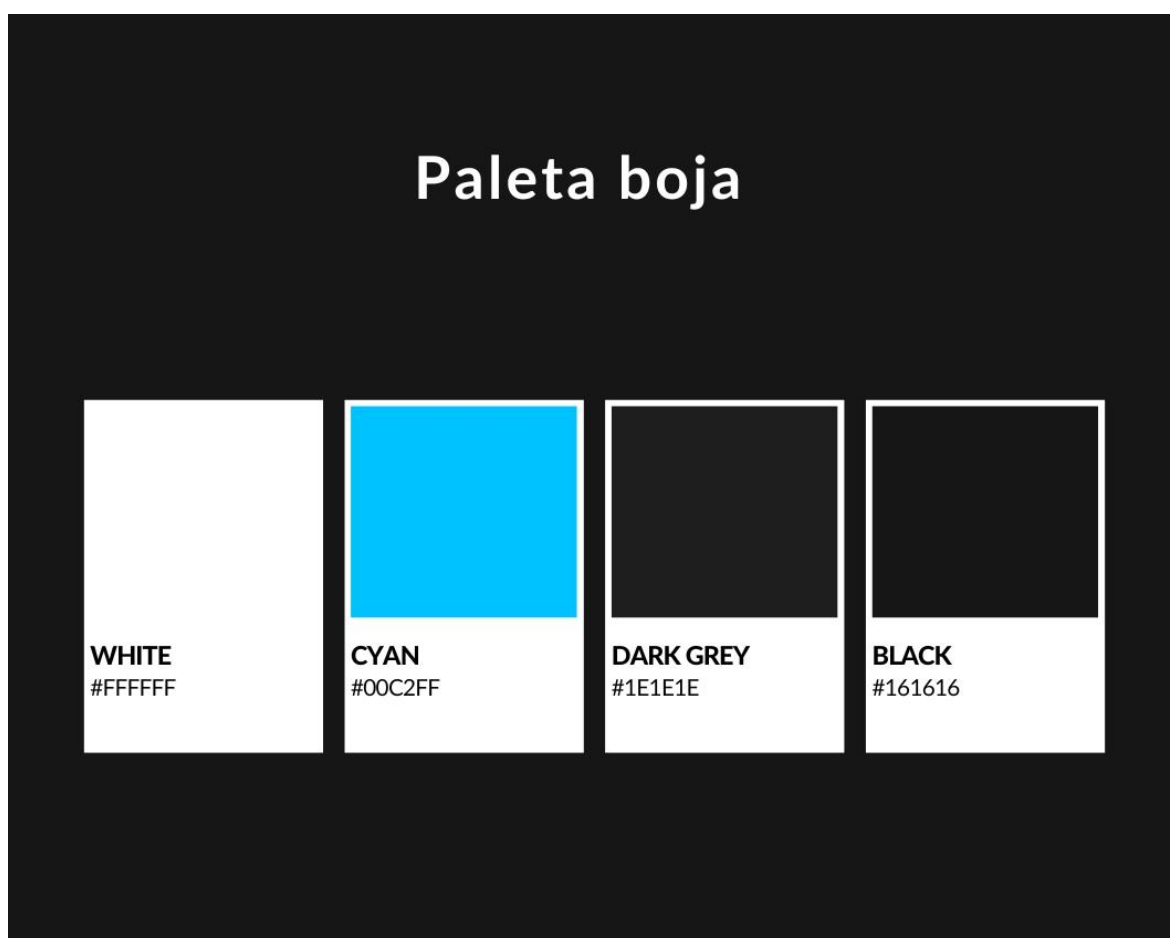 Paleta boja
WHITE
#FFFFFF
CYAN
#00C2FF
DARK GREY
#1E1E1E
BLACK
#161616